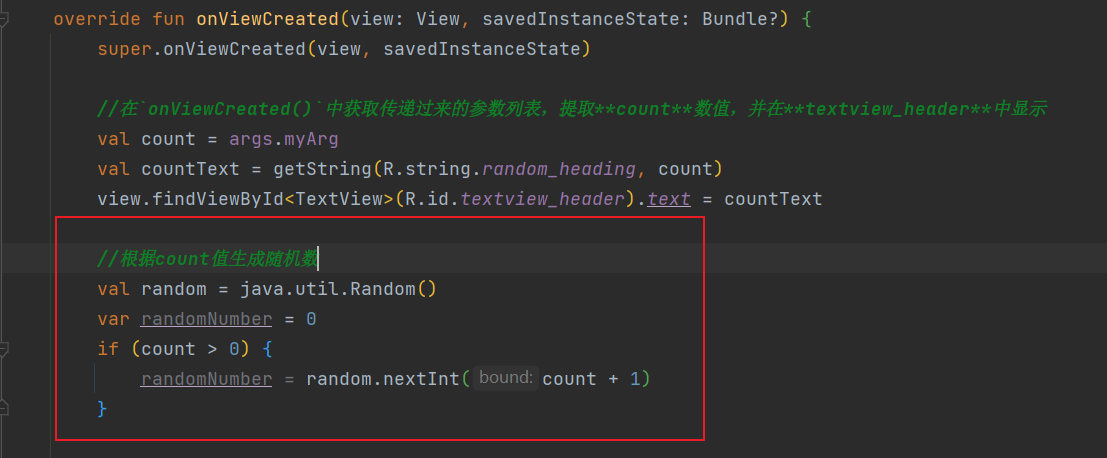 override fun onViewCreated(view: View, savedInstanceState: Bundle?) {
super.onViewCreated(view, savedInstanceState)
//在`onViewCreated()`中获取传递过来的参数列表，提取**count**数值，并在**textview_header**中显示
val count = args.myArg
val countText = getString(R.string.random_heading, count)
view.findViewById<TextView>(R.id.textview_header).text = countText
//根据count值生成随机数
val random = java.util.Random()
var randomNumber = 0
if (count > 0) {
randomNumber = random.nextInt( bound: count + 1)
}